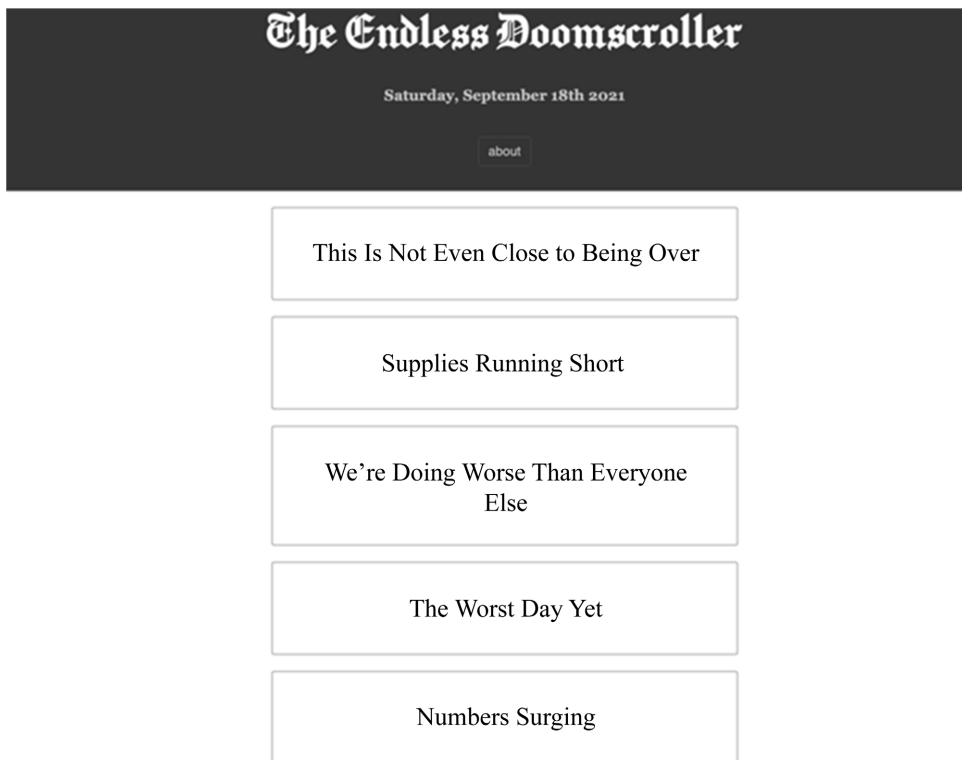 The Endless Doomscroller
Saturday, September 18th 2021
about
This Is Not Even Close to Being Over
Supplies Running Short
We’re Doing Worse Than Everyone
Else
The Worst Day Yet
Numbers Surging